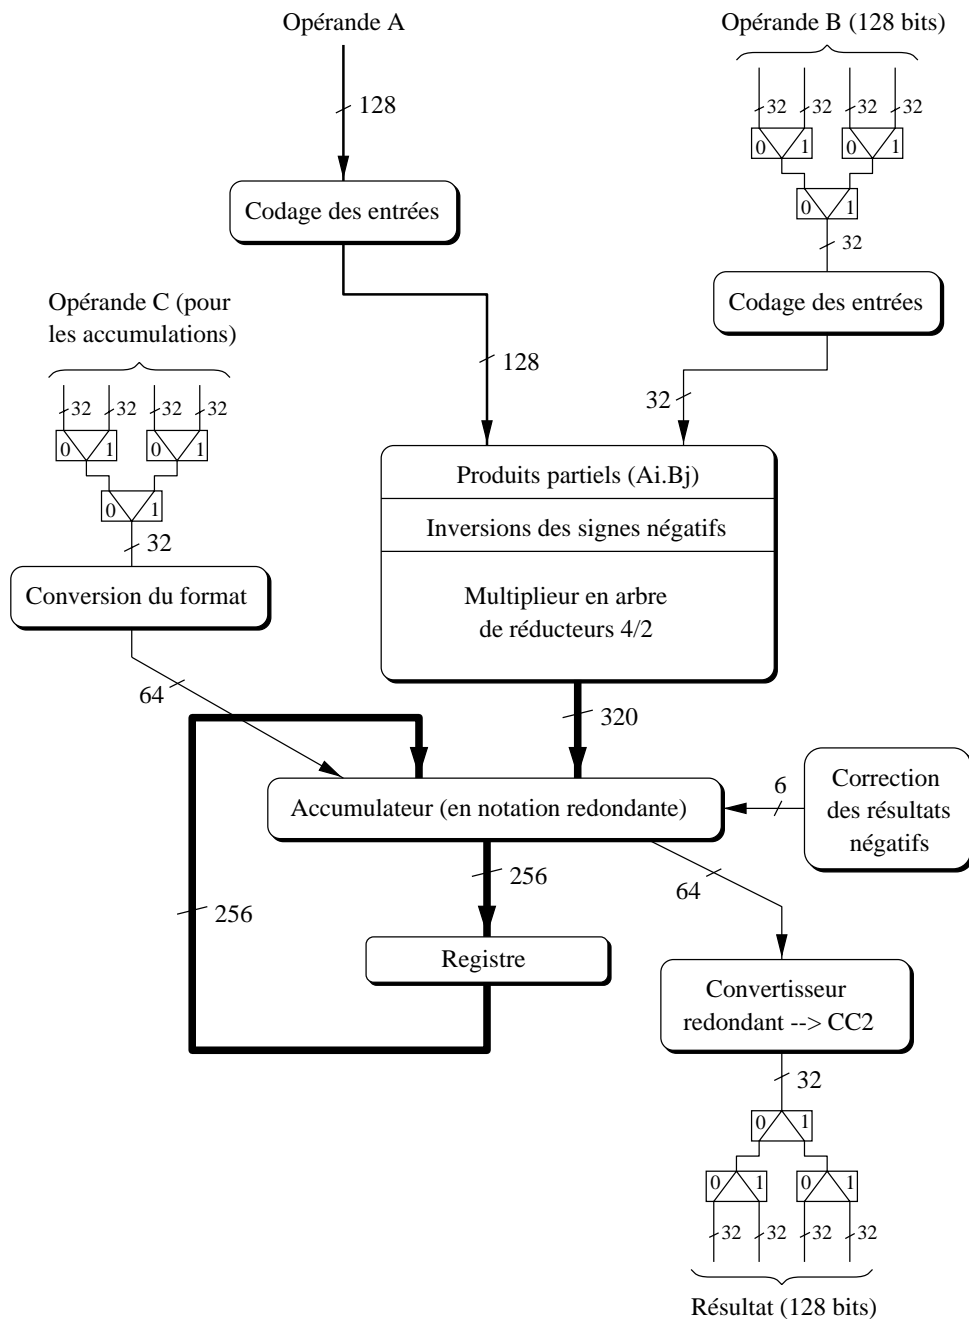 Opérande A
Opérande B (128 bits)
128
32
32
32
32
0
1
0
1
0
1
32
Codage des entrées
Codage des entrées
Opérande C (pour
les accumulations)
32
32
32
32
0
1
0
1
0
1
32
128
32
Produits partiels (Ai.Bj)
Inversions des signes négatifs
Multiplieur en arbre
de réducteurs 4/2
Conversion du format
64
320
Accumulateur (en notation redondante)
6
Correction
des résultats
négatifs
256
256
64
Registre
Convertisseur
redondant --> CC2
32
0
1
0
1
0
1
32
32
32
32
Résultat (128 bits)